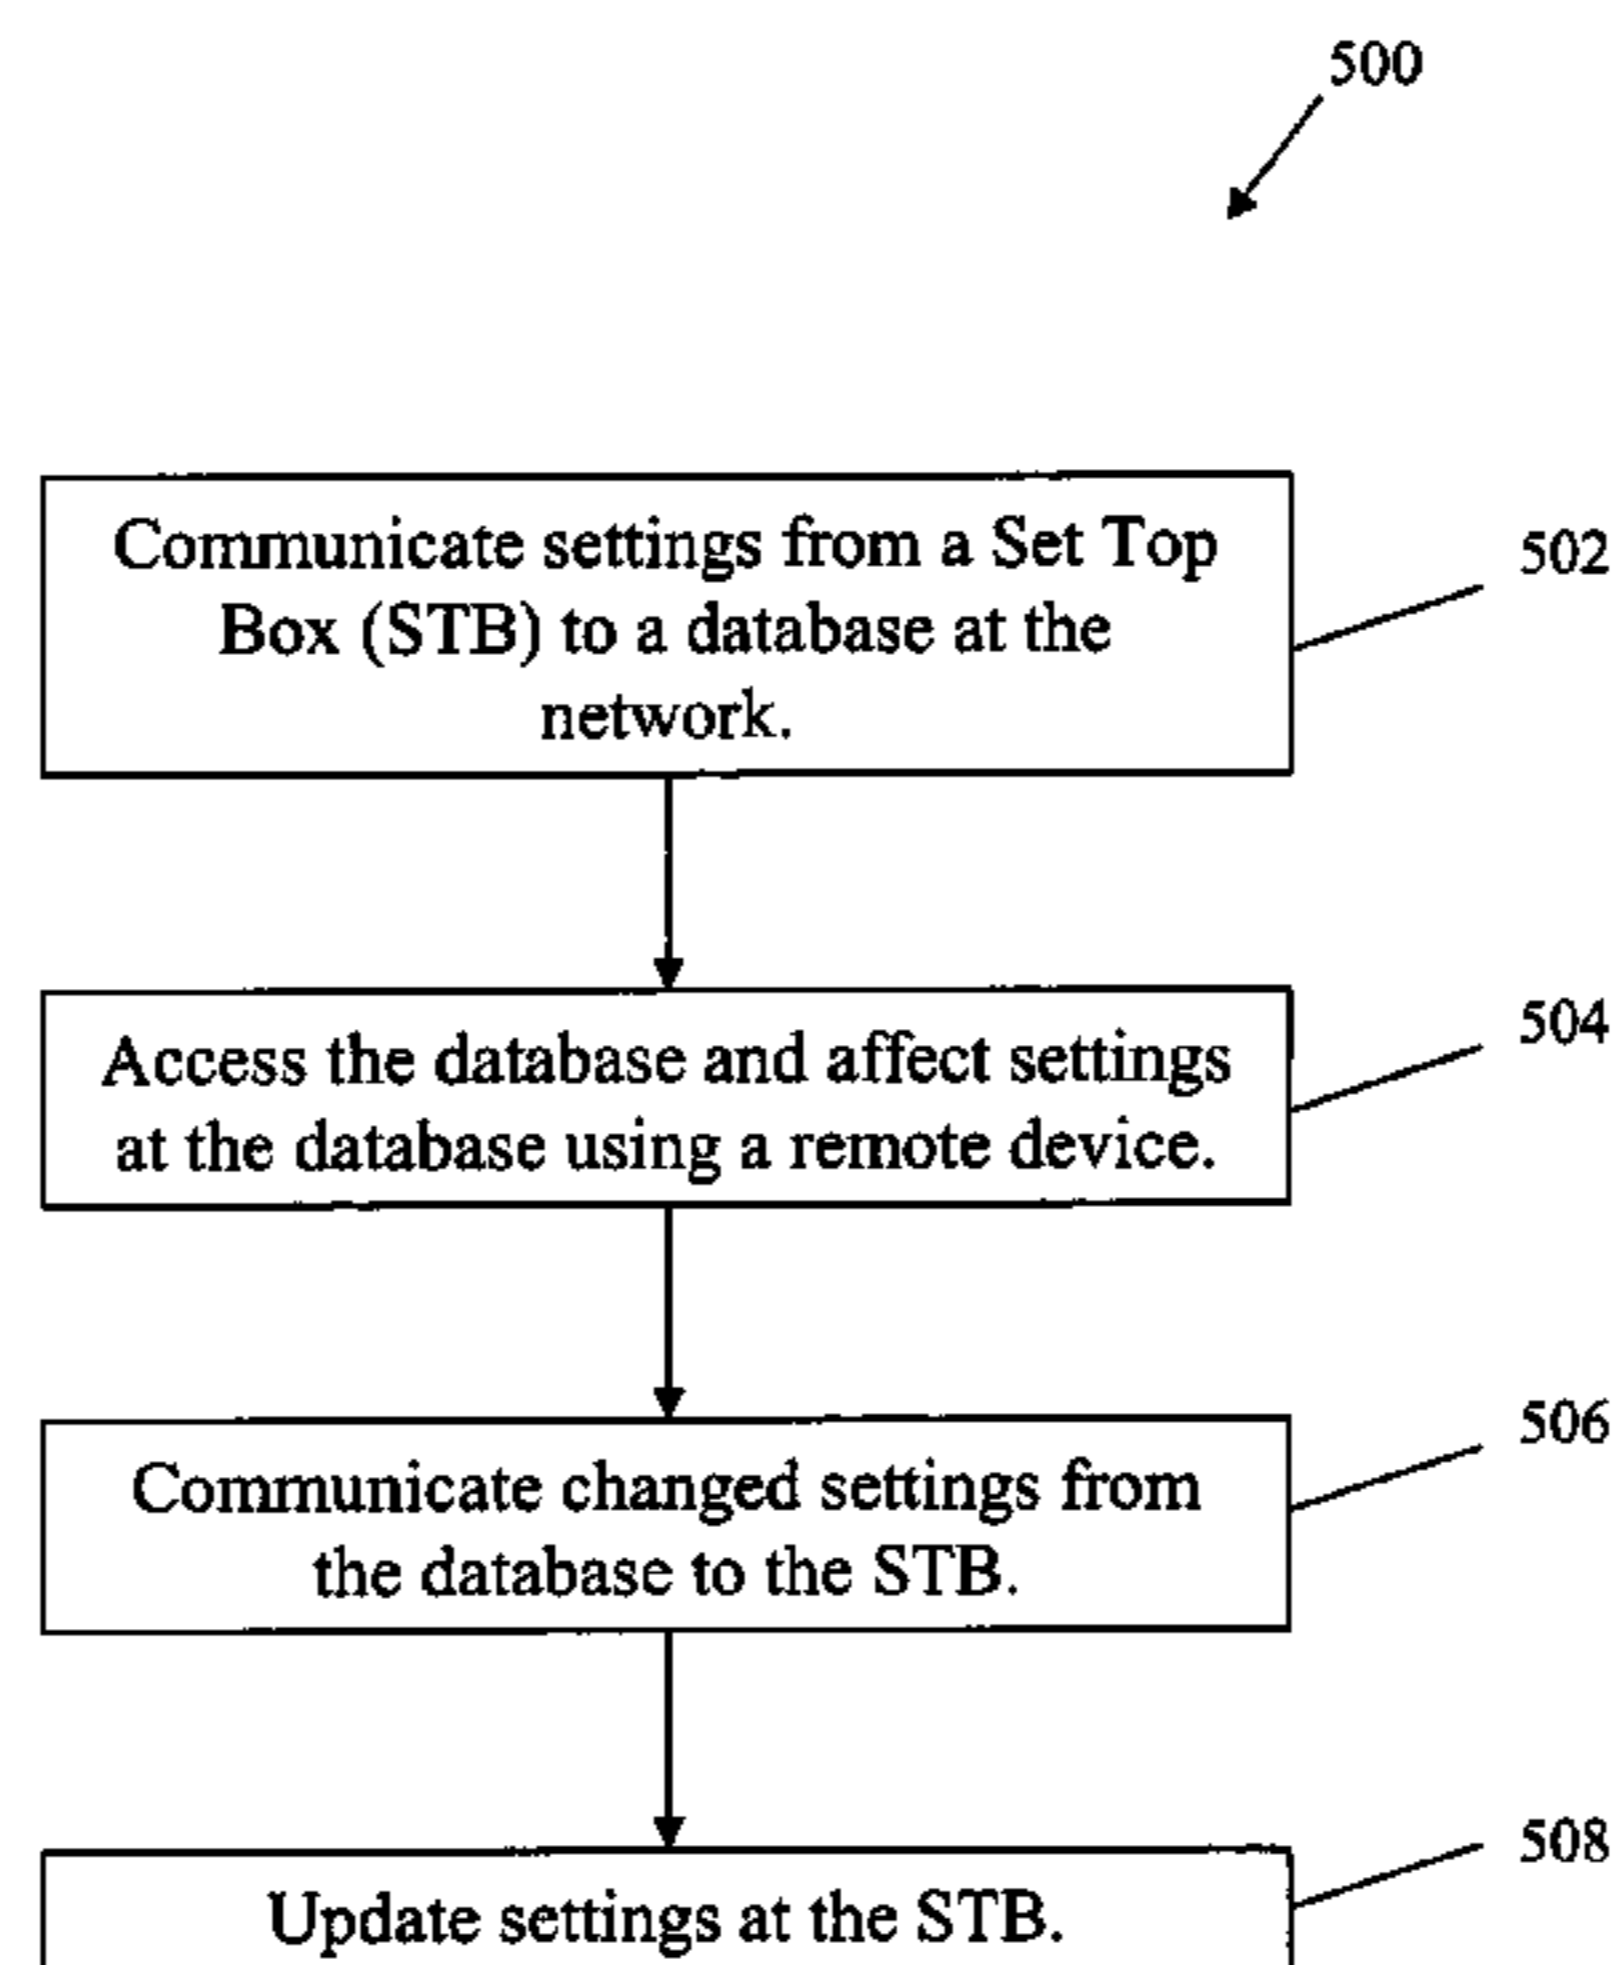 500
Communicate settings from a Set Top
Box (STB) to a database at the
network.
502
Access the database and affect settings
at the database using a remote device.
504
Communicate changed settings from
the database to the STB.
506
Update settings at the STB.
508